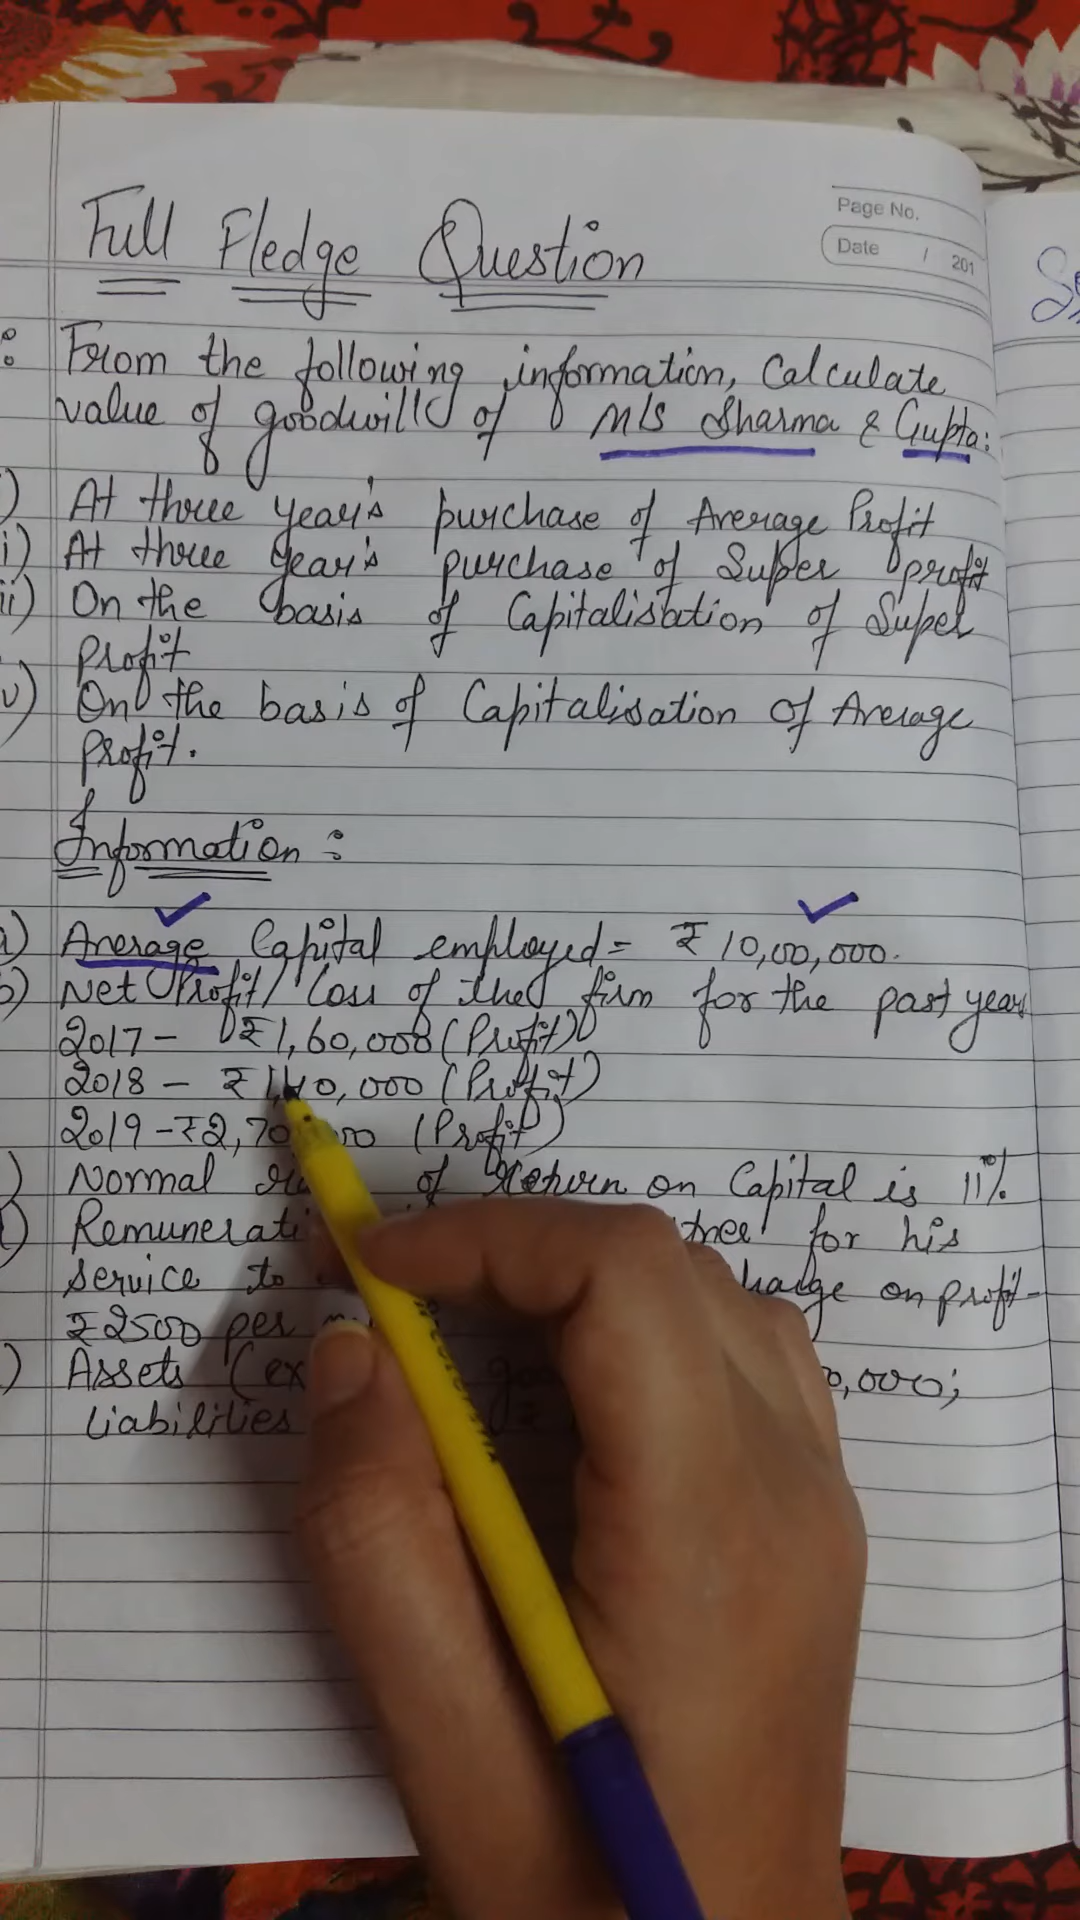 Full Fledge Question
Page No.
Date / 201
: From the following information, Calculate
value of goodwill of M/S Sharma & Gupta:
) At three year's purchase of Average Profit
i) At three year's purchase of Super profit
ii) On the basis of Capitalisation of Super
Profit
v) On the basis of Capitalisation of Average
Profit.
Information :
a) Average Capital employed = ₹ 10,00,000.
b) Net Profit/ Loss of the firm for the past years
2017 - ₹1,60,000 (Profit)
2018 - ₹1,40,000 (Profit)
2019 - ₹2,70 (Profit)
) Normal of Return on Capital is 11%
) for his
service to on profit-
₹2500 per
) Assets 0,000;
Liabilities